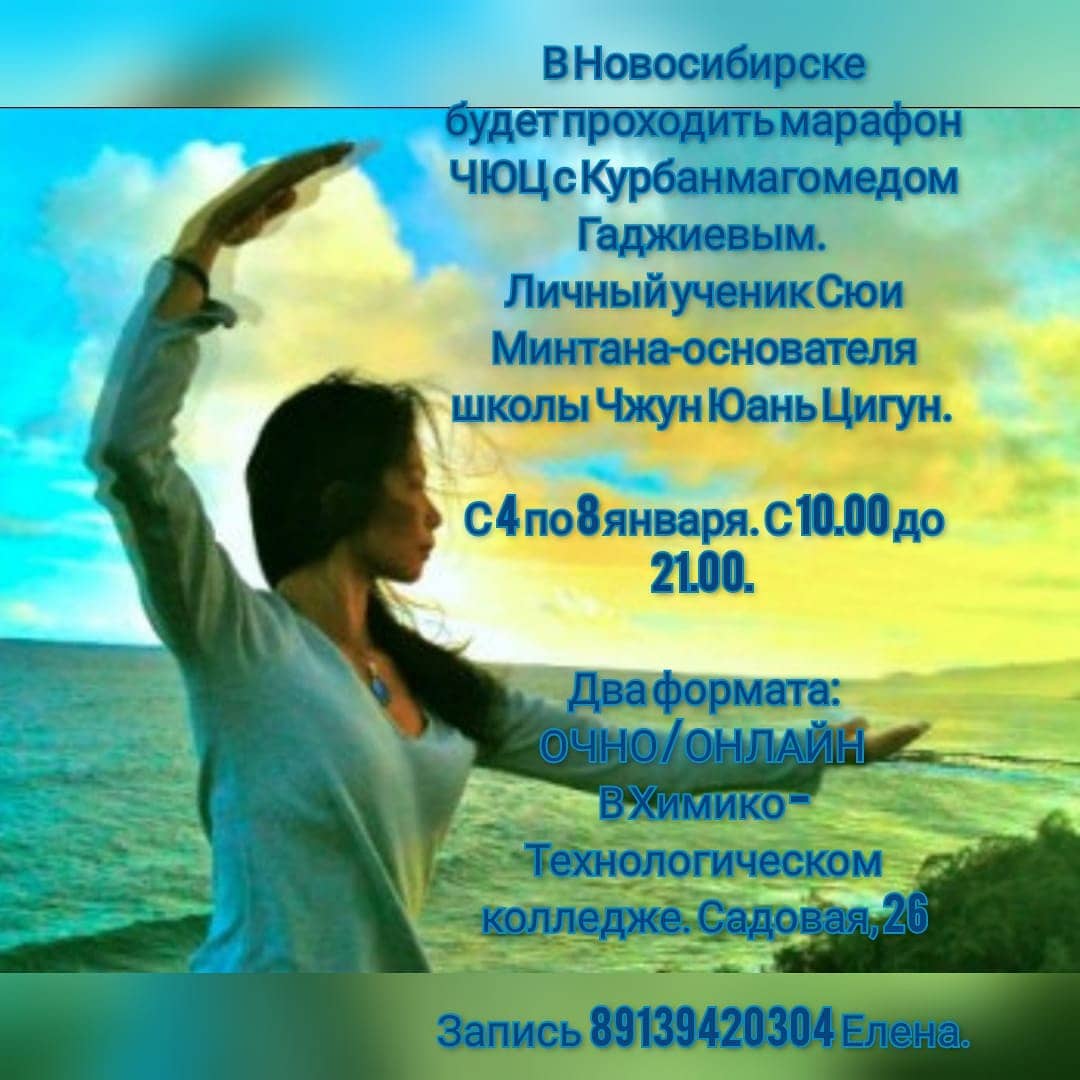 В Новосибирске
будет проходить марафон
ЧЮЦ с Курбанмагомедом
Гаджиевым.
Личный ученик Сюи
Минтана-основателя
школы Чжун Юань Цигун.
С 4 по 8 января. С 10.00 до
21.00.
Два формата:
ОЧНО/ОНЛАЙН
В Химико-
Технологическом
колледже. Садовая, 26
Запись 89139420304 Елена.